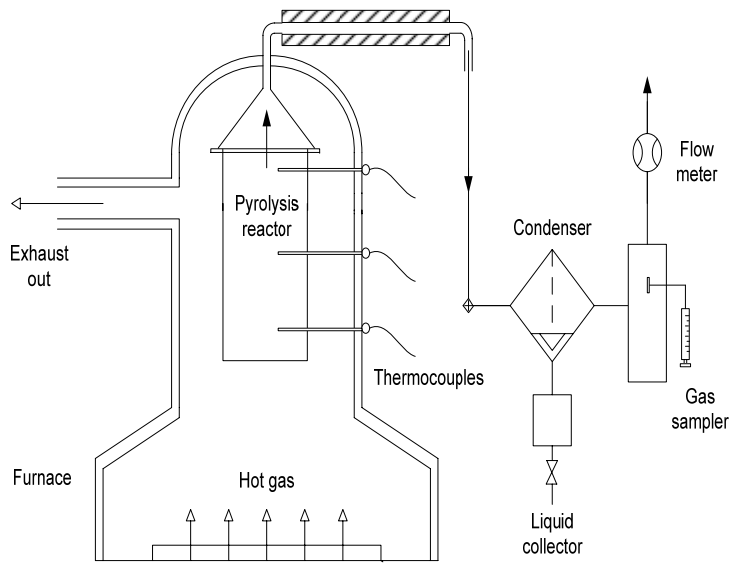 Flow
meter
Pyrolysis
reactor
Condenser
Exhaust
out
Thermocouples
Gas
sampler
Furnace
Hot gas
Liquid
collector